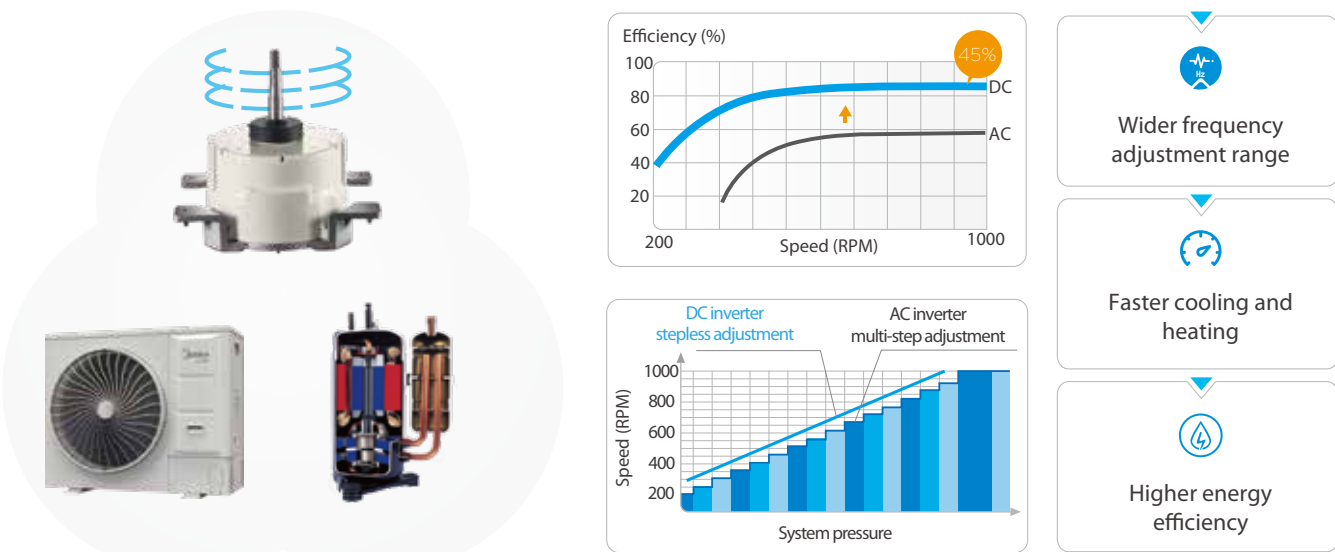 Efficiency (%)
100
80
60
40
20
200
Speed (RPM)
1000
45%
DC
AC
DC inverter
stepless adjustment
AC inverter
multi-step adjustment
1000
800
600
400
200
Speed (RPM)
System pressure
Hz
Wider frequency
adjustment range
Faster cooling and
heating
Higher energy
efficiency
Midea